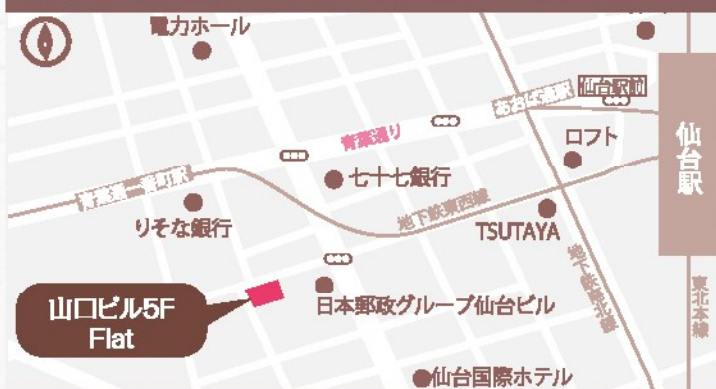 電力ホール
仙台駅前
あおば通駅
仙台駅
青葉通り
ロフト
七十七銀行
青葉通一番町駅
りそな銀行
地下鉄東西線
TSUTAYA
地下鉄南北線
日本郵政グループ仙台ビル
山口ビル5F
Flat
東北本線
仙台国際ホテル